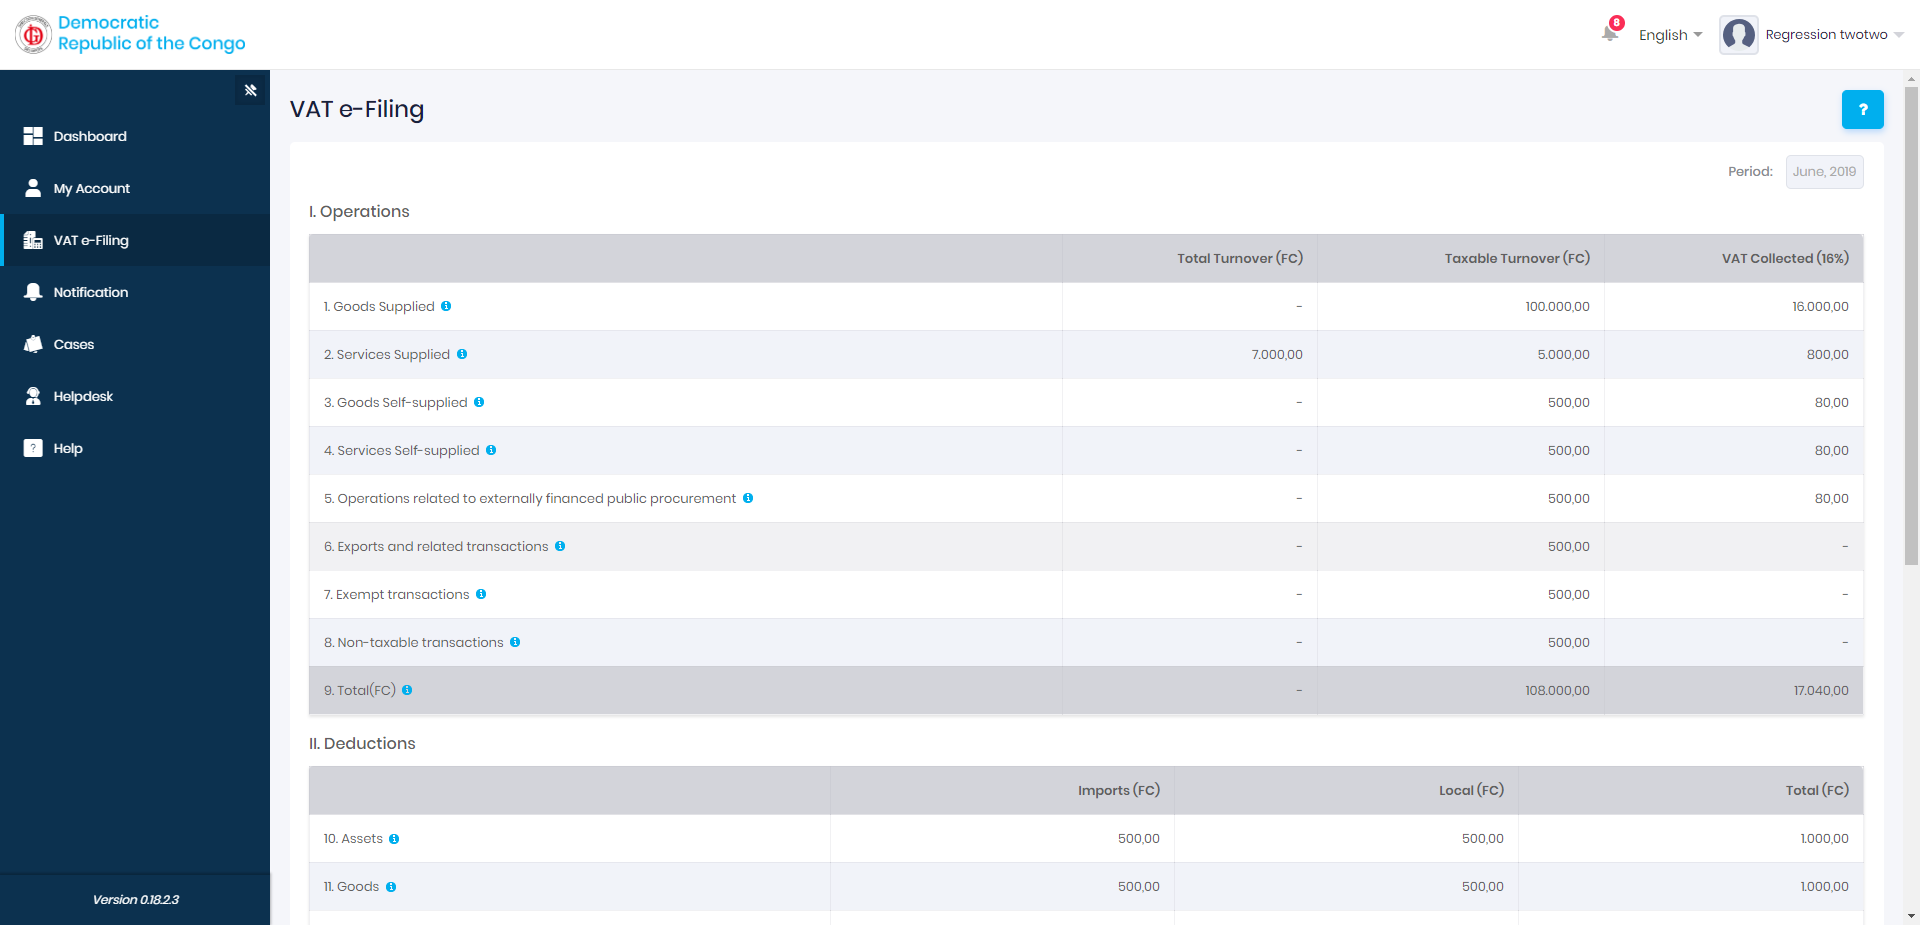 Democratic
Republic of the Congo
8
English
Regression twotwo
Dashboard
My Account
VAT e-Filing
Notification
Cases
Helpdesk
? Help
Version 0.18.2.3
VAT e-Filing
?
Period: June, 2019
I. Operations
Total Turnover (FC) Taxable Turnover (FC) VAT Collected (16%)
1. Goods Supplied - 100.000,00 16.000,00
2. Services Supplied 7.000,00 5.000,00 800,00
3. Goods Self-supplied - 500,00 80,00
4. Services Self-supplied - 500,00 80,00
5. Operations related to externally financed public procurement - 500,00 80,00
6. Exports and related transactions - 500,00 -
7. Exempt transactions - 500,00 -
8. Non-taxable transactions - 500,00 -
9. Total(FC) - 108.000,00 17.040,00
II. Deductions
Imports (FC) Local (FC) Total (FC)
10. Assets 500,00 500,00 1.000,00
11. Goods 500,00 500,00 1.000,00